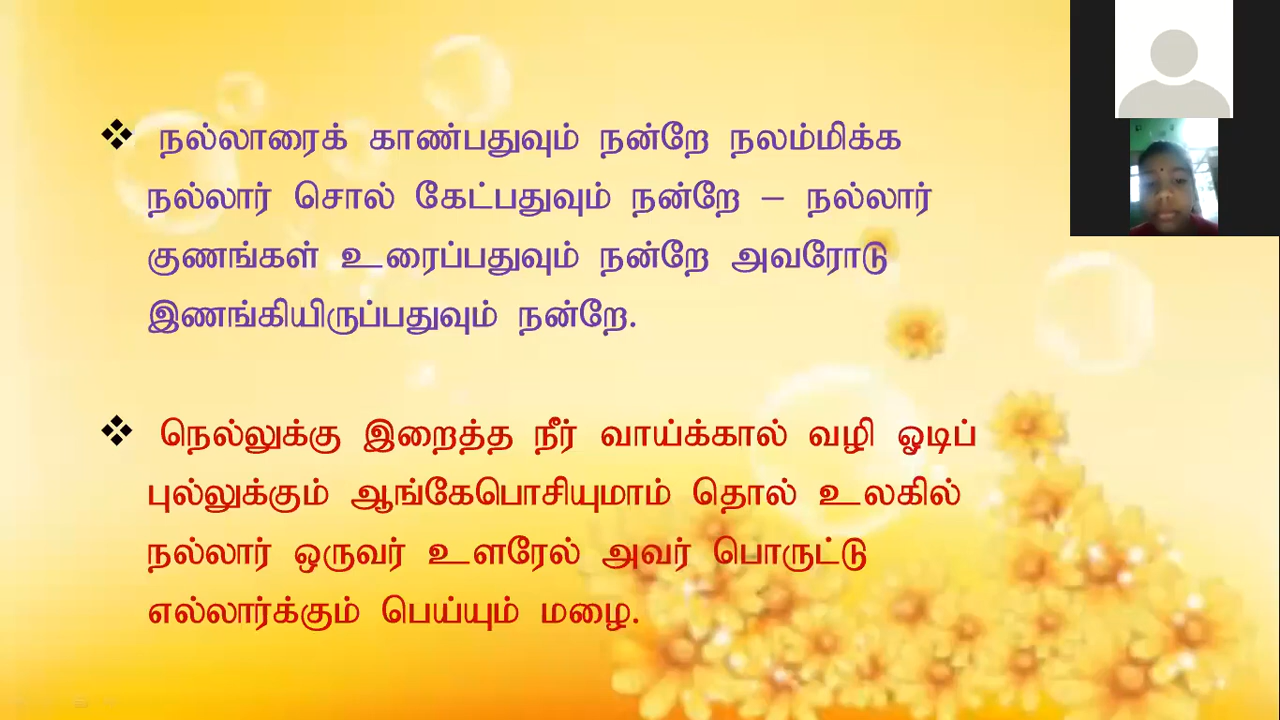 நல்லாரைக் காண்பதுவும் நன்றே நலம்மிக்க
நல்லார் சொல் கேட்பதுவும் நன்றே – நல்லார்
குணங்கள் உரைப்பதுவும் நன்றே அவரோடு
இணங்கியிருப்பதுவும் நன்றே.
நெல்லுக்கு இறைத்த நீர் வாய்க்கால் வழி ஓடிப்
புல்லுக்கும் ஆங்கேபொசியுமாம் தொல் உலகில்
நல்லார் ஒருவர் உளரேல் அவர் பொருட்டு
எல்லார்க்கும் பெய்யும் மழை.